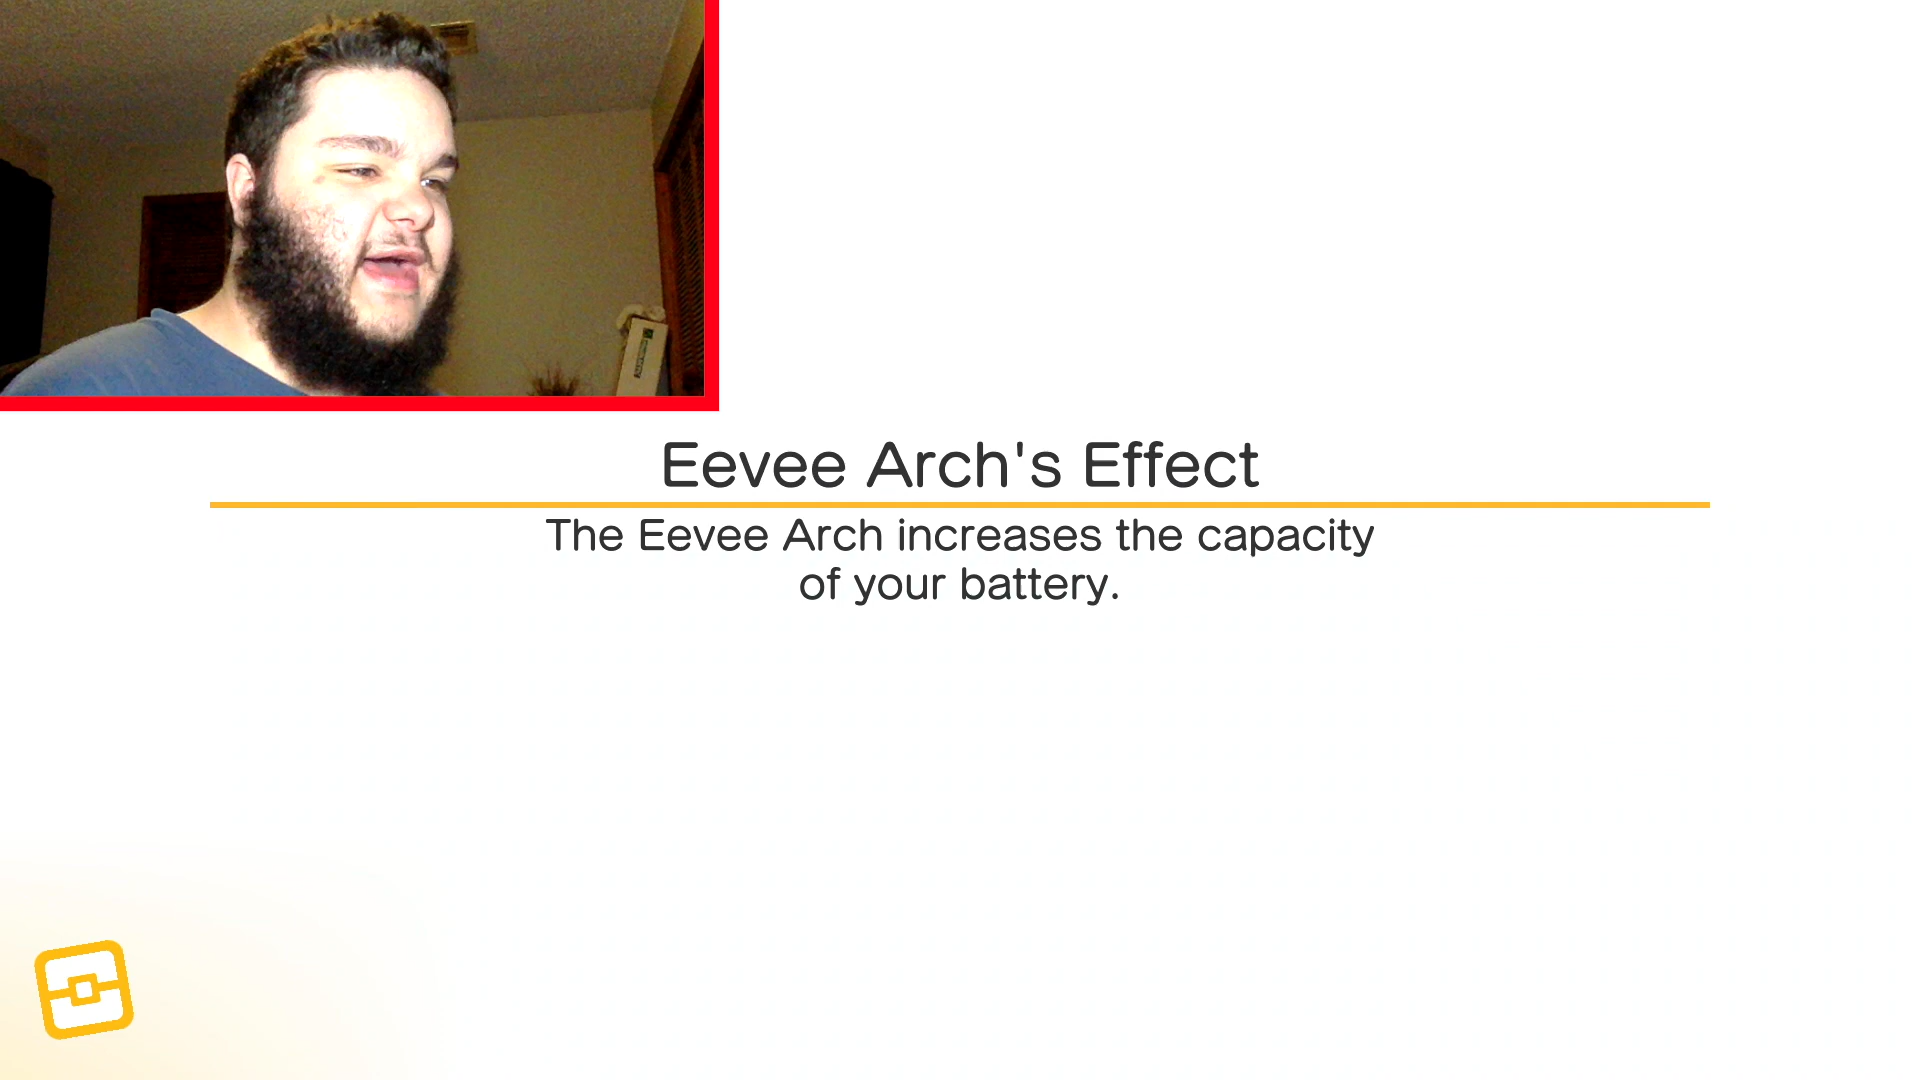 Eevee Arch's Effect
The Eevee Arch increases the capacity
of your battery.